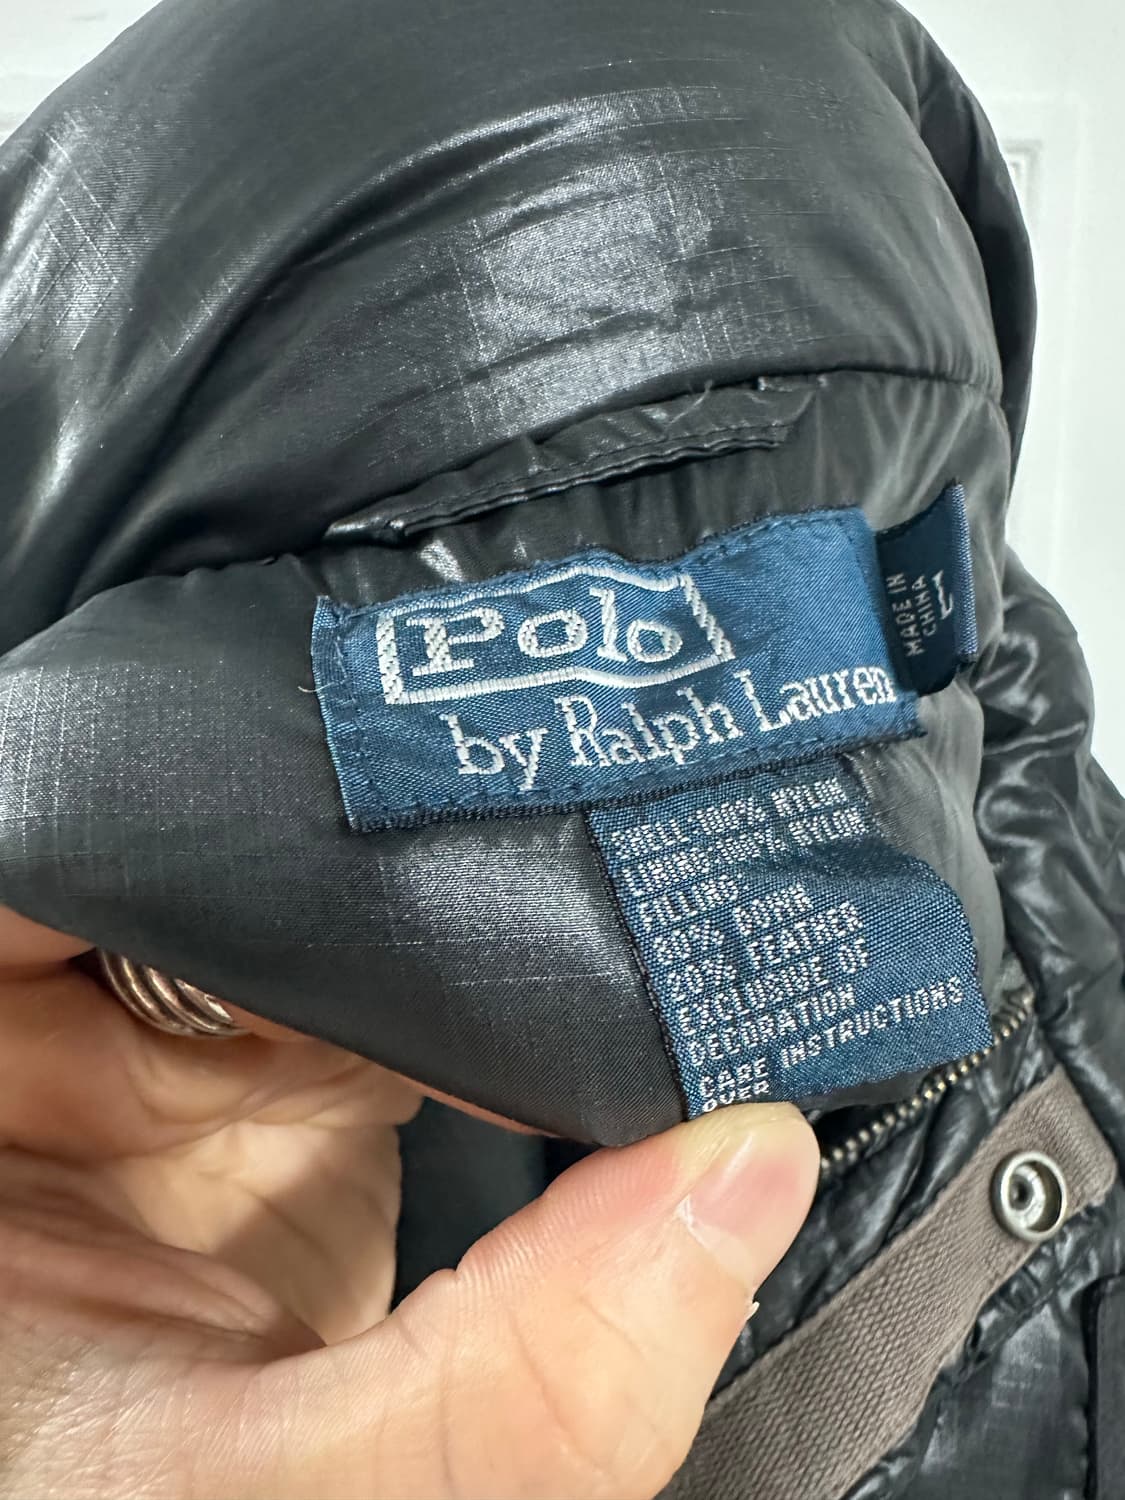 Polo
by Ralph Lauren
MADE IN
CHINA
L
SHELL-100% NYLON
LINING-100% NYLON
FILLING-
80% DOWN
20% FEATHER
EXCLUSIVE OF
DECORATION
CARE INSTRUCTIONS
OVER